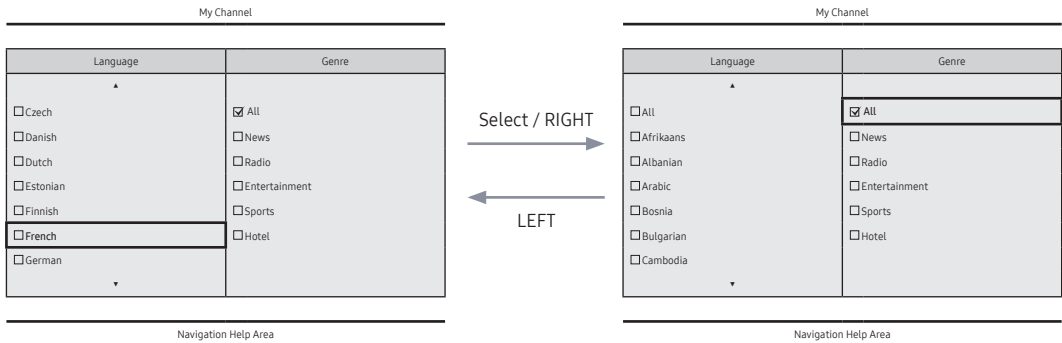 My Channel
Language
Genre
▲
Czech
Danish
Dutch
Estonian
Finnish
French
German
▼
All
News
Radio
Entertainment
Sports
Hotel
Navigation Help Area
Select / RIGHT
LEFT
My Channel
Language
Genre
▲
All
Afrikaans
Albanian
Arabic
Bosnia
Bulgarian
Cambodia
▼
All
News
Radio
Entertainment
Sports
Hotel
Navigation Help Area